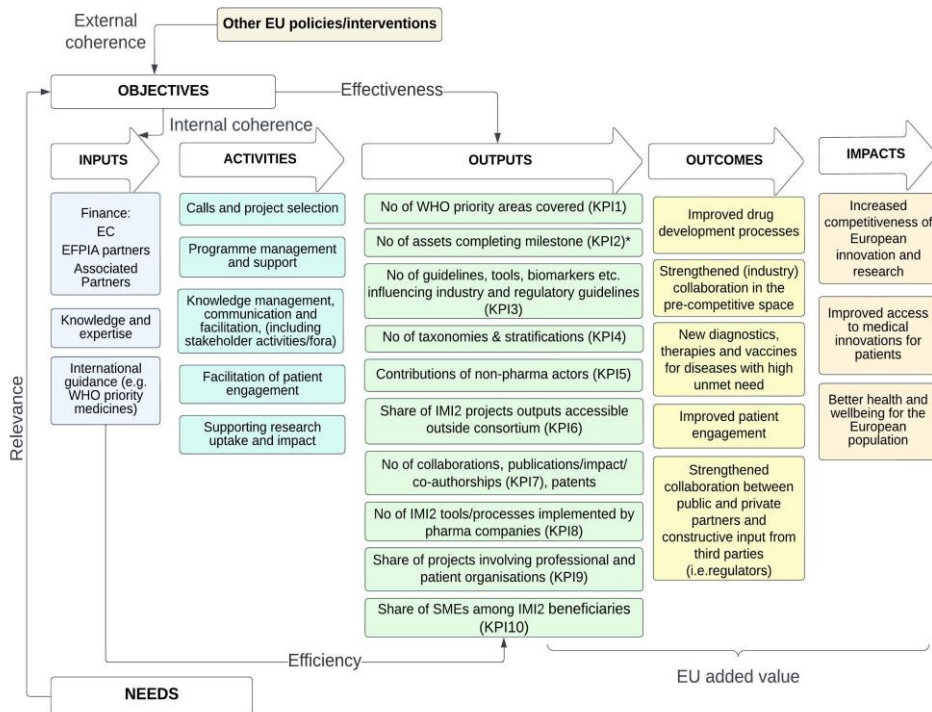 External
coherence
Other EU policies/interventions
OBJECTIVES
Effectiveness
Internal coherence
INPUTS
ACTIVITIES
OUTPUTS
OUTCOMES
IMPACTS
Finance:
EC
EFPIA partners
Associated
Partners
Knowledge and
expertise
International
guidance (e.g.
WHO priority
medicines)
Calls and project selection
Programme management
and support
Knowledge management,
communication and
facilitation, (including
stakeholder activities/fora)
Facilitation of patient
engagement
Supporting research
uptake and impact
No of WHO priority areas covered (KPI1)
No of assets completing milestone (KPI2)*
No of guidelines, tools, biomarkers etc.
influencing industry and regulatory guidelines
(KPI3)
No of taxonomies & stratifications (KPI4)
Contributions of non-pharma actors (KPI5)
Share of IMI2 projects outputs accessible
outside consortium (KPI6)
No of collaborations, publications/impact/
co-authorships (KPI7), patents
No of IMI2 tools/processes implemented by
pharma companies (KPI8)
Share of projects involving professional and
patient organisations (KPI9)
Share of SMEs among IMI2 beneficiaries
(KPI10)
Improved drug
development processes
Strengthened (industry)
collaboration in the
pre-competitive space
New diagnostics,
therapies and vaccines
for diseases with high
unmet need
Improved patient
engagement
Strengthened
collaboration between
public and private
partners and
constructive input from
third parties
(i.e.regulators)
Increased
competitiveness of
European
innovation and
research
Improved access
to medical
innovations for
patients
Better health and
wellbeing for the
European
population
Relevance
Efficiency
EU added value
NEEDS